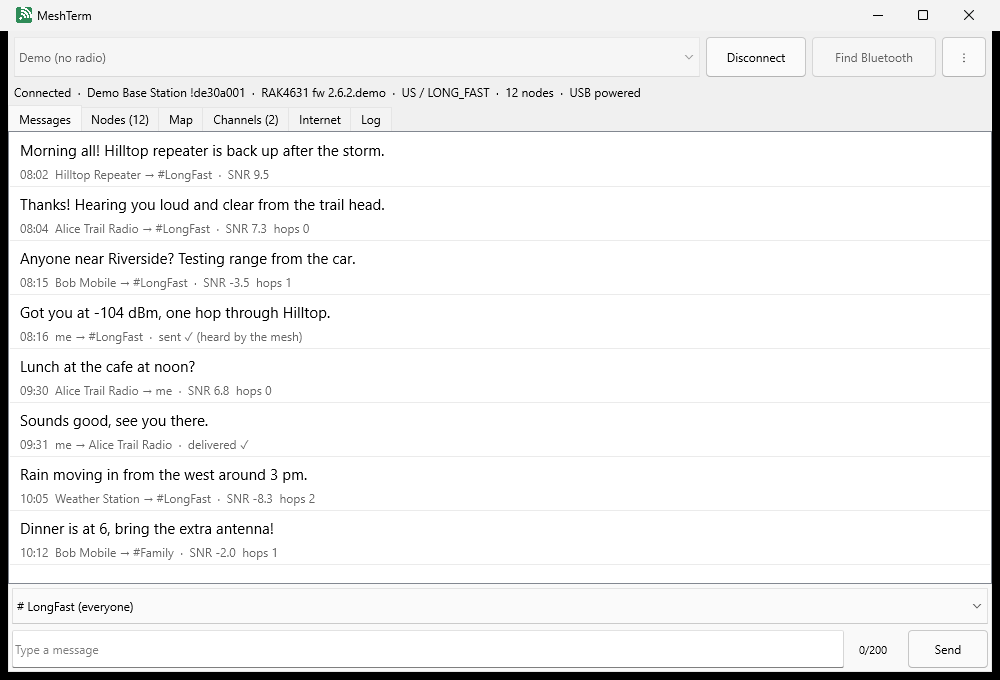 MeshTerm
Demo (no radio)
Disconnect
Find Bluetooth
Connected · Demo Base Station !de30a001 · RAK4631 fw 2.6.2.demo · US / LONG_FAST · 12 nodes · USB powered
Messages Nodes (12) Map Channels (2) Internet Log
Morning all! Hilltop repeater is back up after the storm.
08:02 Hilltop Repeater → #LongFast · SNR 9.5
Thanks! Hearing you loud and clear from the trail head.
08:04 Alice Trail Radio → #LongFast · SNR 7.3 hops 0
Anyone near Riverside? Testing range from the car.
08:15 Bob Mobile → #LongFast · SNR -3.5 hops 1
Got you at -104 dBm, one hop through Hilltop.
08:16 me → #LongFast · sent ✓ (heard by the mesh)
Lunch at the cafe at noon?
09:30 Alice Trail Radio → me · SNR 6.8 hops 0
Sounds good, see you there.
09:31 me → Alice Trail Radio · delivered ✓
Rain moving in from the west around 3 pm.
10:05 Weather Station → #LongFast · SNR -8.3 hops 2
Dinner is at 6, bring the extra antenna!
10:12 Bob Mobile → #Family · SNR -2.0 hops 1
# LongFast (everyone)
Type a message
0/200
Send